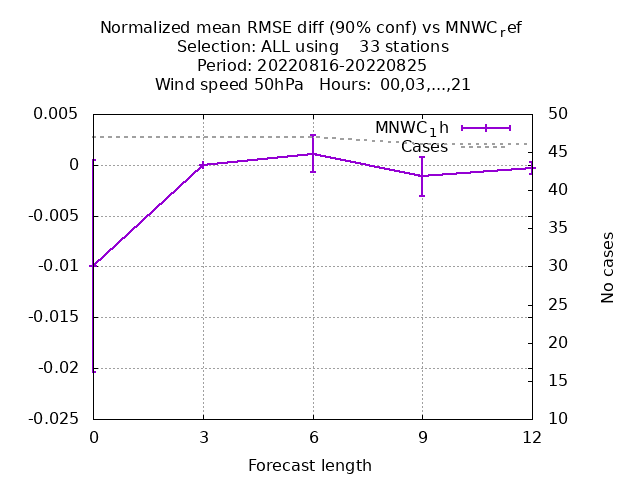 Normalized mean RMSE diff (90% conf) vs MNWC_ref
Selection: ALL using 33 stations
Period: 20220816-20220825
Wind speed 50hPa Hours: 00,03,...,21
MNWC_1h
Cases
0.005
0
-0.005
-0.01
-0.015
-0.02
-0.025
50
45
40
35
30
25
20
15
10
No cases
0 3 6 9 12
Forecast length